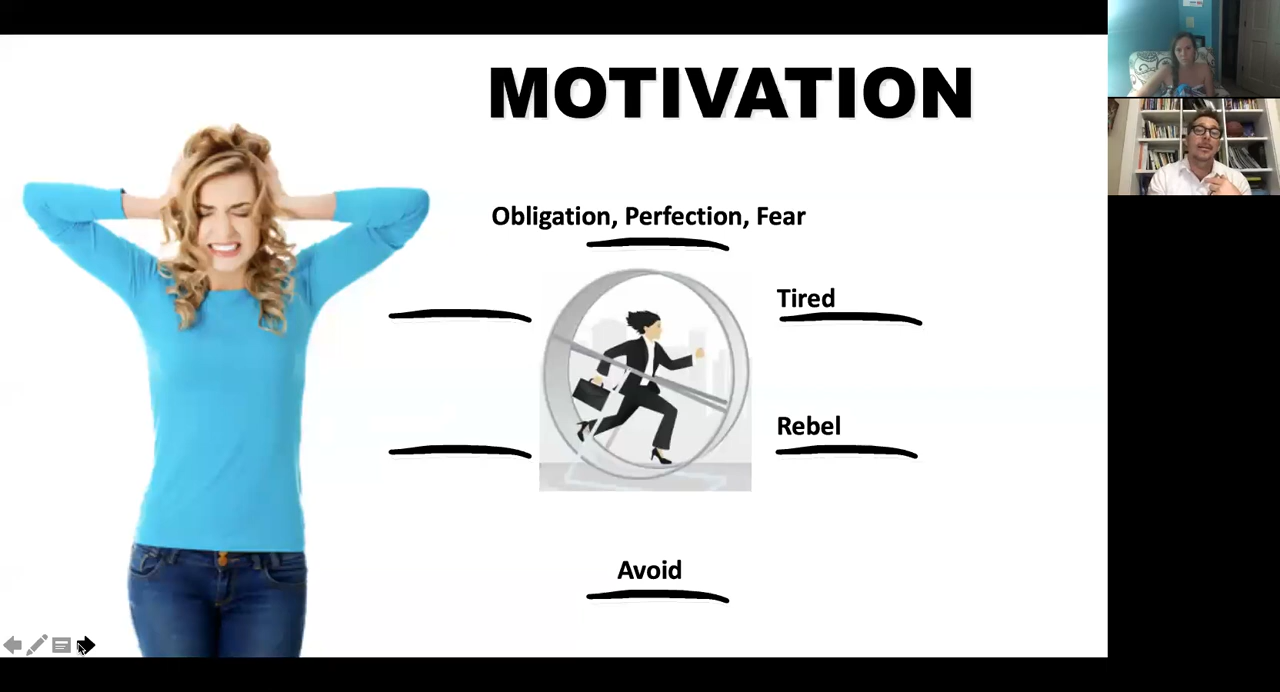 MOTIVATION
Obligation, Perfection, Fear
Tired
Rebel
Avoid